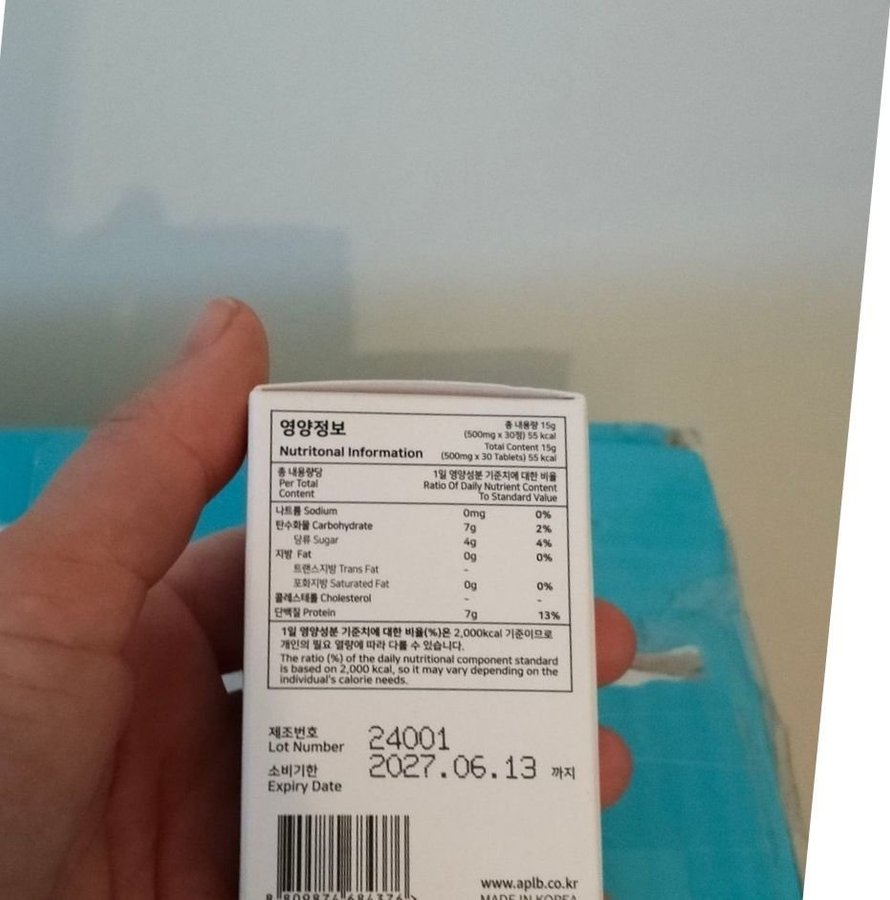 영양정보
Nutritonal Information
총 내용량 15g
(500mg x 30정) 55 kcal
Total Content 15g
(500mg x 30 Tablets) 55 kcal
총 내용량당
Per Total
Content
1일 영양성분 기준치에 대한 비율
Ratio Of Daily Nutrient Content
To Standard Value
나트륨 Sodium 0mg 0%
탄수화물 Carbohydrate 7g 2%
당류 Sugar 4g 4%
지방 Fat 0g 0%
트랜스지방 Trans Fat -
포화지방 Saturated Fat 0g 0%
콜레스테롤 Cholesterol - -
단백질 Protein 7g 13%
1일 영양성분 기준치에 대한 비율(%)은 2,000kcal 기준이므로
개인의 필요 열량에 따라 다를 수 있습니다.
The ratio (%) of the daily nutritional component standard
is based on 2,000 kcal, so it may vary depending on the
individual's calorie needs.
제조번호
Lot Number 24001
소비기한
Expiry Date 2027.06.13 까지
8 809874 684376 >
www.aplb.co.kr
MADE IN KOREA